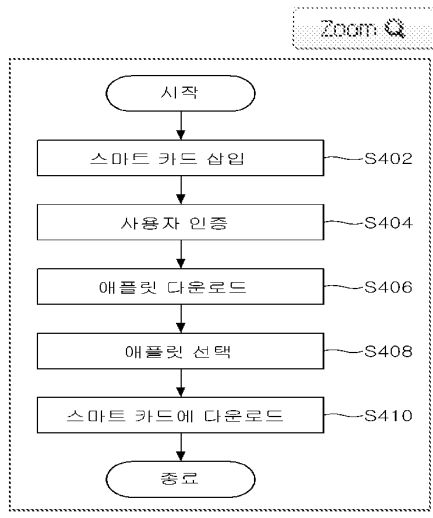 Zoom
시작
스마트 카드 삽입 S402
사용자 인증 S404
애플릿 다운로드 S406
애플릿 선택 S408
스마트 카드에 다운로드 S410
종료